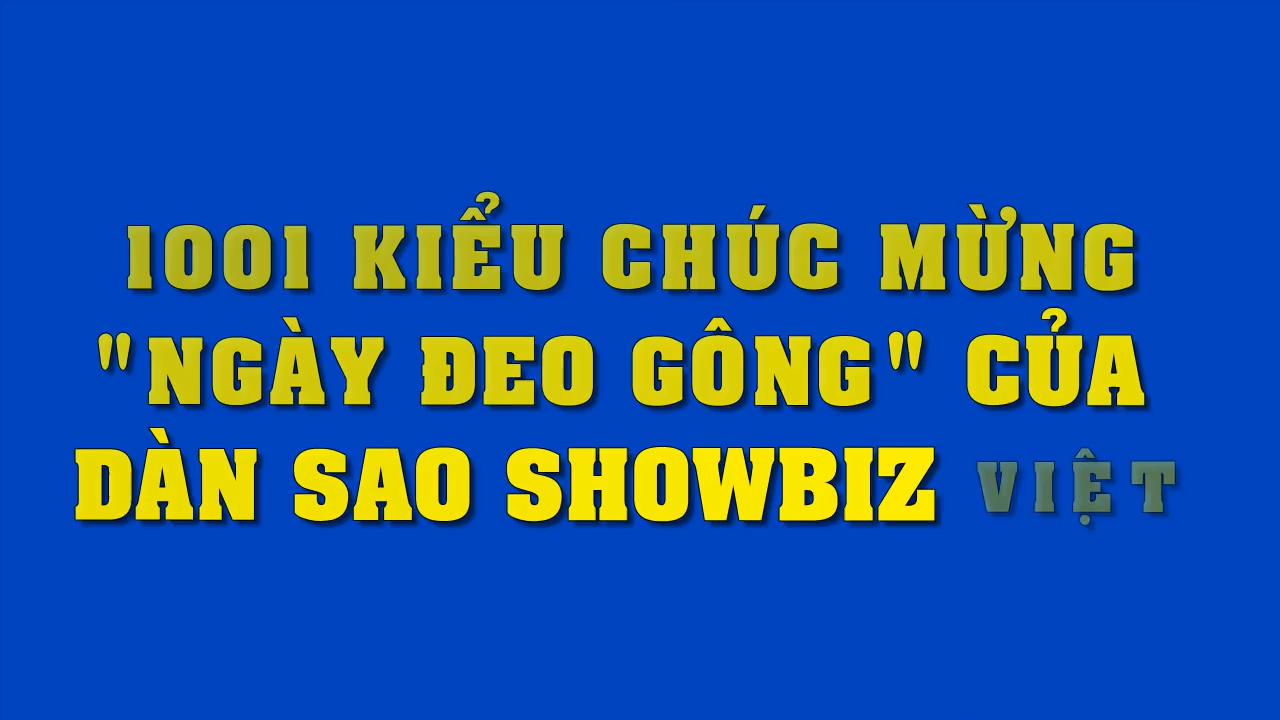 1001 KIỂU CHÚC MỪNG
"NGÀY ĐEO GÔNG" CỦA
DÀN SAO SHOWBIZ VIỆT